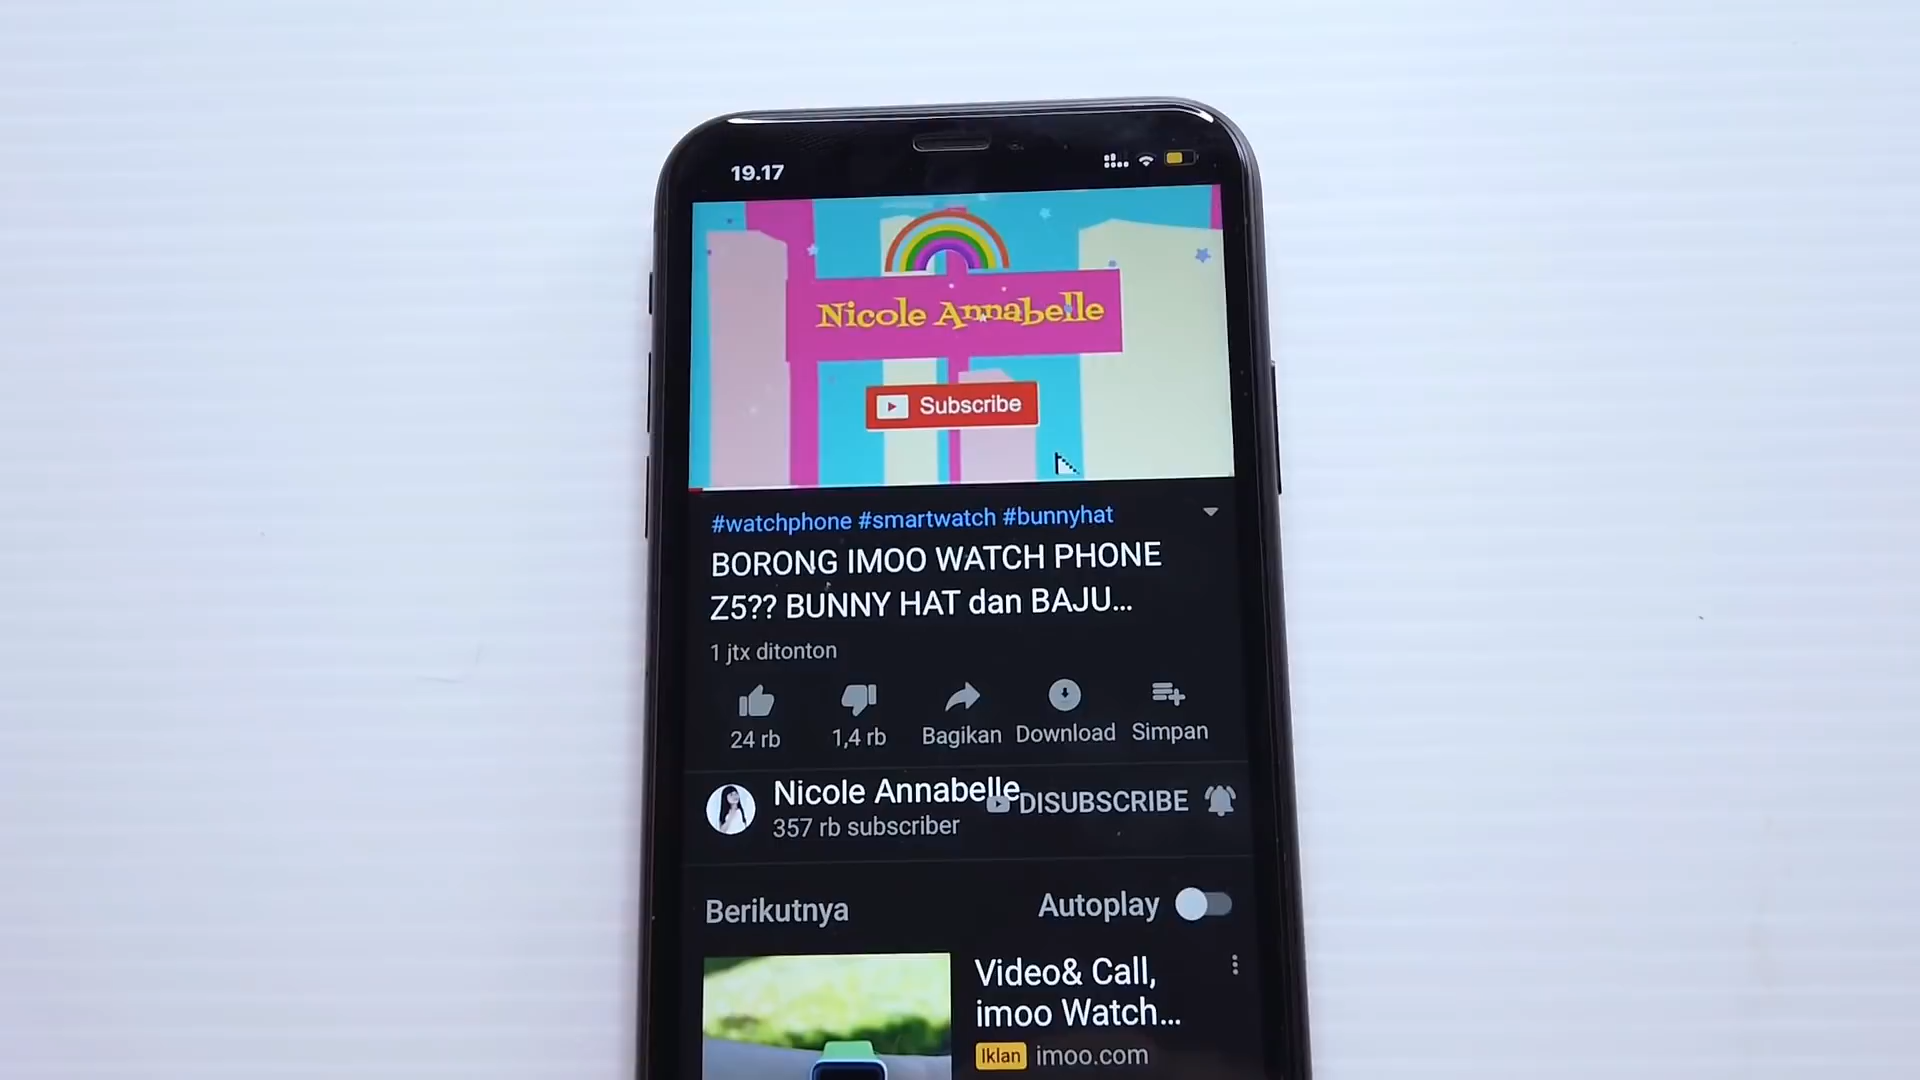 19.17
Nicole Annabelle
Subscribe
#watchphone #smartwatch #bunnyhat
BORONG IMOO WATCH PHONE
Z5?? BUNNY HAT dan BAJU...
1 jtx ditonton
24 rb
1,4 rb
Bagikan
Download
Simpan
Nicole Annabelle
DISUBSCRIBE
357 rb subscriber
Berikutnya
Autoplay
Video& Call,
imoo Watch...
Iklan imoo.com